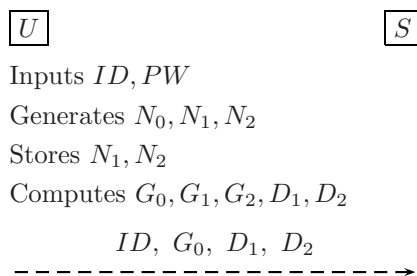 U S
Inputs ID, PW
Generates N₀, N₁, N₂
Stores N₁, N₂
Computes G₀, G₁, G₂, D₁, D₂
ID, G₀, D₁, D₂